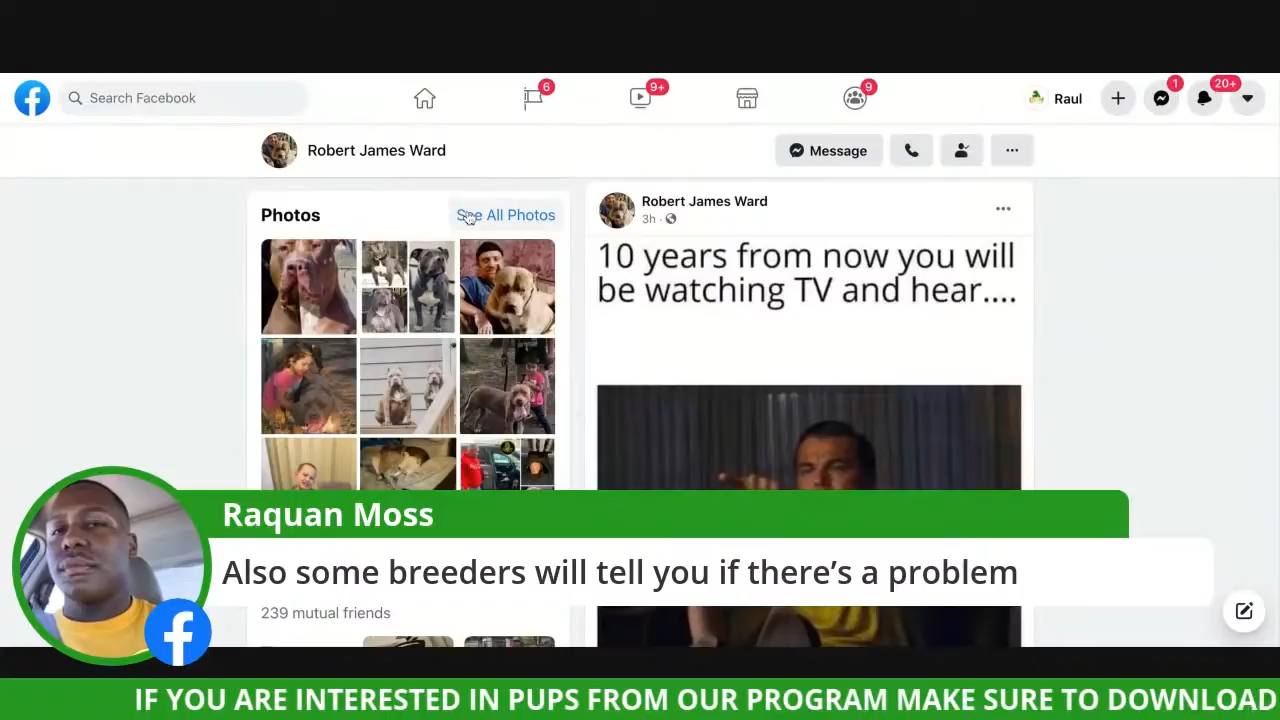 Search Facebook
6
9+
9
Raul
1
20+
Robert James Ward
Message
Photos
See All Photos
Robert James Ward
3h
10 years from now you will
be watching TV and hear....
Raquan Moss
Also some breeders will tell you if there's a problem
239 mutual friends
IF YOU ARE INTERESTED IN PUPS FROM OUR PROGRAM MAKE SURE TO DOWNLOAD